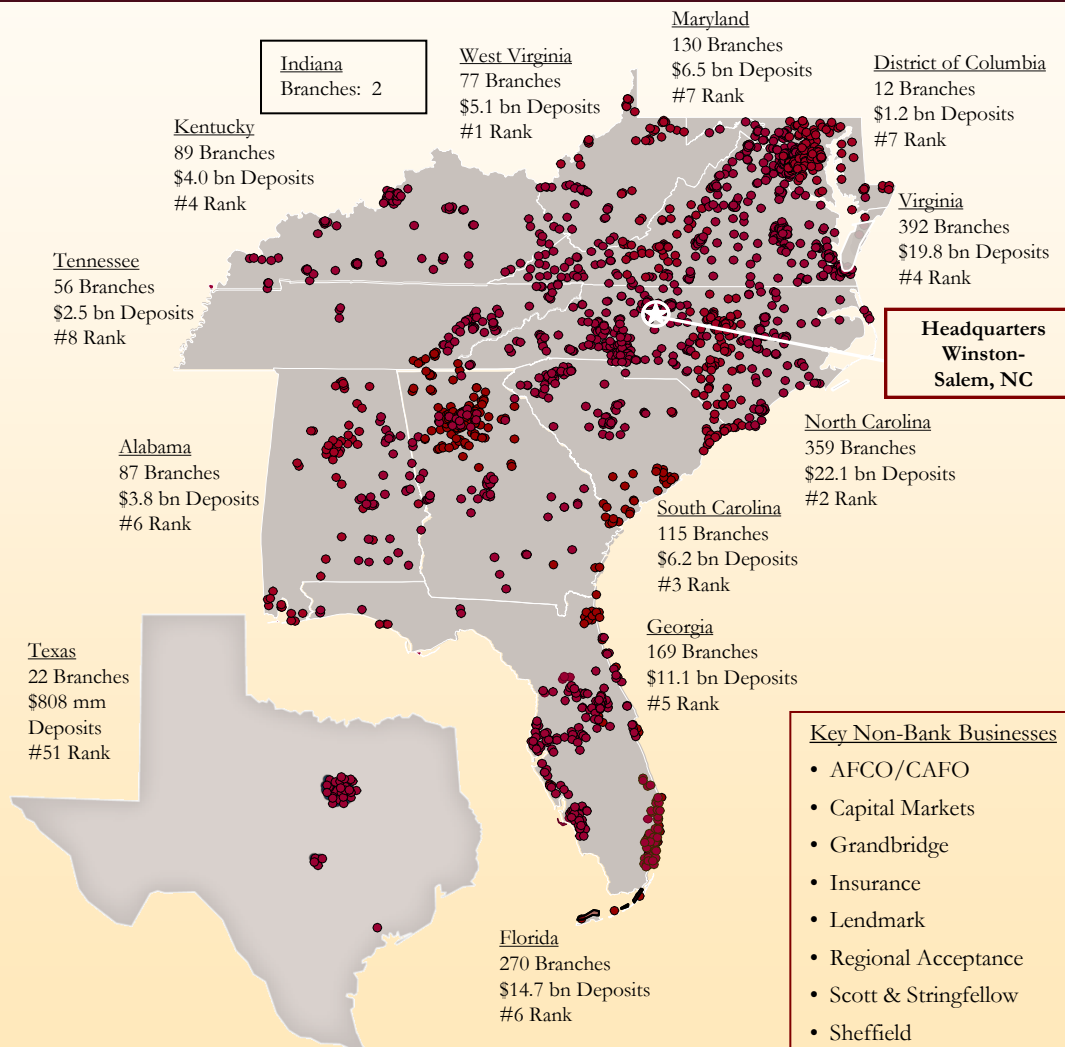 Maryland
130 Branches
$6.5 bn Deposits
#7 Rank
West Virginia
77 Branches
$5.1 bn Deposits
#1 Rank
Indiana
Branches: 2
District of Columbia
12 Branches
$1.2 bn Deposits
#7 Rank
Kentucky
89 Branches
$4.0 bn Deposits
#4 Rank
Virginia
392 Branches
$19.8 bn Deposits
#4 Rank
Tennessee
56 Branches
$2.5 bn Deposits
#8 Rank
Headquarters
Winston-
Salem, NC
North Carolina
359 Branches
$22.1 bn Deposits
#2 Rank
Alabama
87 Branches
$3.8 bn Deposits
#6 Rank
South Carolina
115 Branches
$6.2 bn Deposits
#3 Rank
Georgia
169 Branches
$11.1 bn Deposits
#5 Rank
Texas
22 Branches
$808 mm
Deposits
#51 Rank
Florida
270 Branches
$14.7 bn Deposits
#6 Rank
Key Non-Bank Businesses
• AFCO/CAFO
• Capital Markets
• Grandbridge
• Insurance
• Lendmark
• Regional Acceptance
• Scott & Stringfellow
• Sheffield